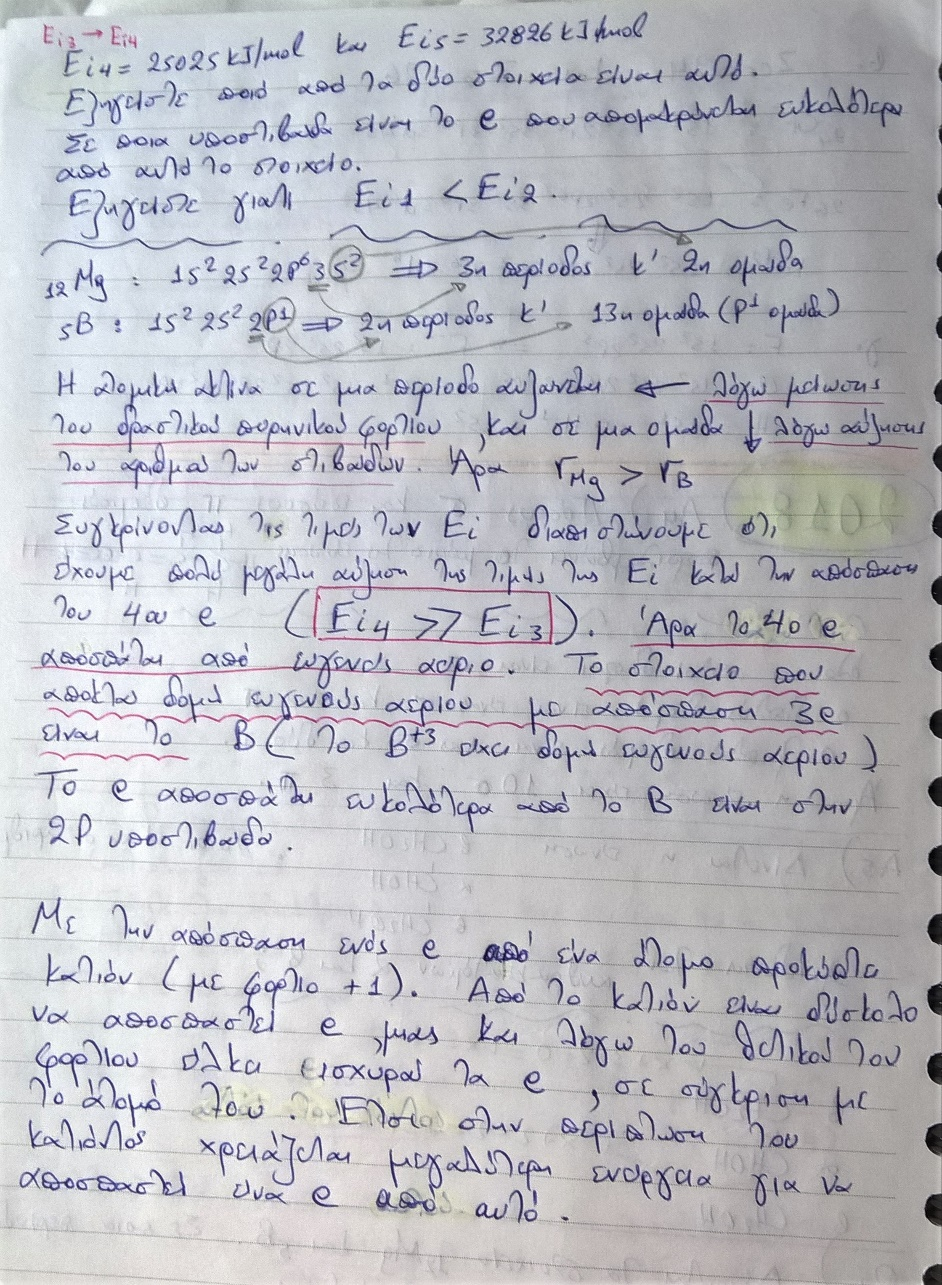 Ei3 → Ei4
Ei4 = 25025 kJ/mol και Ei5 = 32826 kJ/mol
Εξηγείστε ποιό από τα δύο στοιχεία είναι αυτό.
Σε ποια υποστιβάδα είναι το e που απομακρύνεται ευκολότερα
από αυτό το στοιχείο.
Εξηγείστε γιατί Ei1 < Ei2.
12Mg : 1s² 2s² 2p⁶ 3s² ⇒ 3η περίοδος κ' 2η ομάδα
5B : 1s² 2s² 2p¹ ⇒ 2η περίοδος κ' 13η ομάδα (p¹ ομάδα)
Η ατομική ακτίνα σε μια περίοδο αυξάνεται ← λόγω μείωσης
του δραστικού πυρηνικού φορτίου, και σε μια ομάδα ↓ λόγω αύξησης
του αριθμού των στιβάδων. Άρα rMg > rB
Συγκρίνοντας τις τιμές των Ei διαπιστώνουμε ότι
έχουμε πολύ μεγάλη αύξηση της τιμής της Ei κατά την απόσπαση
του 4ου e (Ei4 >> Ei3). Άρα το 4ο e
αποσπάται από ευγενές αέριο. Το στοιχείο που
αποκτά δομή ευγενούς αερίου με απόσπαση 3e
είναι το B (το B⁺³ έχει δομή ευγενούς αερίου)
Το e αποσπάται ευκολότερα από το B είναι στην
2p υποστιβάδα.
Με την απόσπαση ενός e από ένα άτομο προκύπτει
κατιόν (με φορτίο +1). Από το κατιόν είναι δύσκολο
να αποσπαστεί e, μιας και λόγω του θετικού του
φορτίου έλκει ισχυρά τα e, σε σύγκριση με
το άτομό του. Έτσι στην περίπτωση του
κατιόντος χρειάζεται μεγαλύτερη ενέργεια για να
αποσπαστεί ένα e από αυτό.